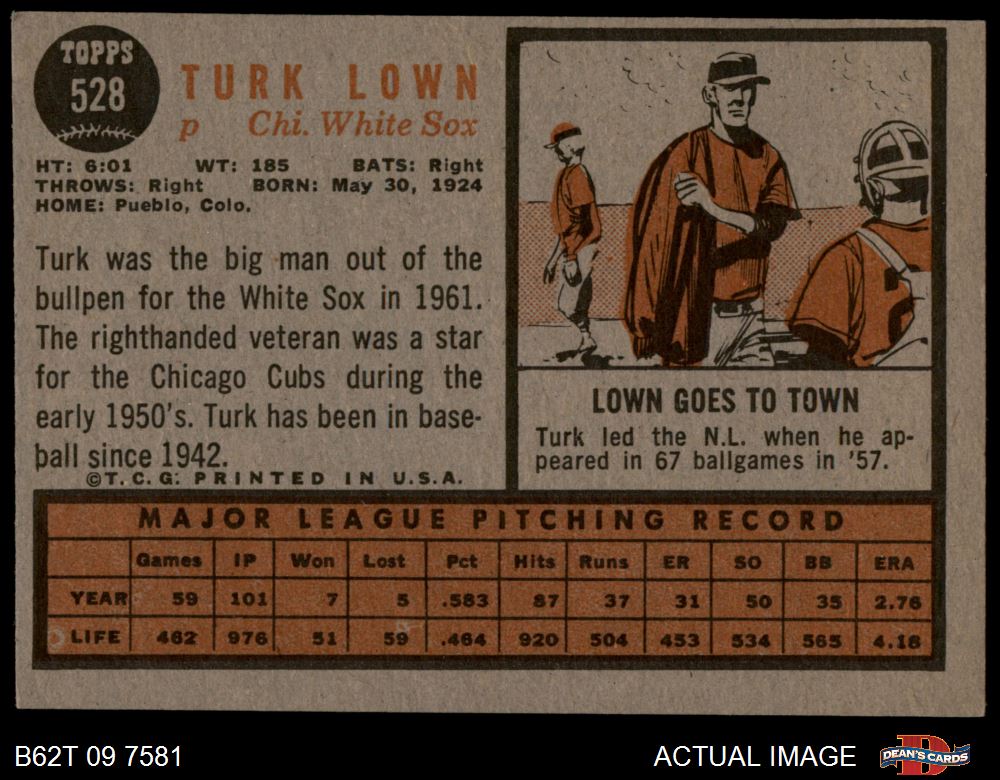 TOPPS
528
TURK LOWN
p Chi. White Sox
HT: 6:01 WT: 185 BATS: Right
THROWS: Right BORN: May 30, 1924
HOME: Pueblo, Colo.
Turk was the big man out of the
bullpen for the White Sox in 1961.
The righthanded veteran was a star
for the Chicago Cubs during the
early 1950's. Turk has been in base-
ball since 1942.
©T.C.G. PRINTED IN U.S.A.
LOWN GOES TO TOWN
Turk led the N.L. when he ap-
peared in 67 ballgames in '57.
MAJOR LEAGUE PITCHING RECORD
Games IP Won Lost Pct Hits Runs ER SO BB ERA
YEAR 59 101 7 5 .583 87 37 31 50 35 2.76
LIFE 462 976 51 59 .464 920 504 453 534 565 4.18
B62T 09 7581
ACTUAL IMAGE
DEAN'S CARDS